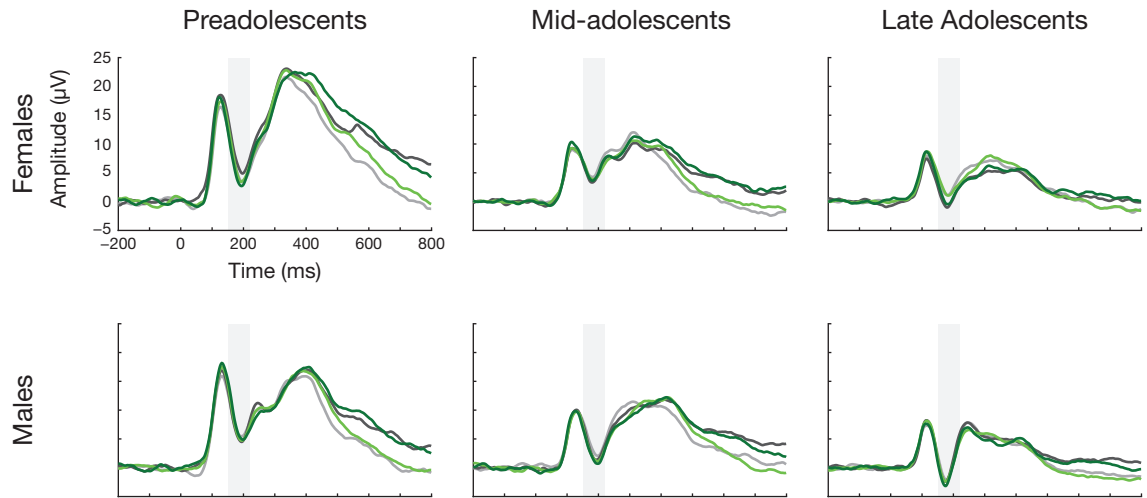 Preadolescents
Mid-adolescents
Late Adolescents
Females
Amplitude (µV)
25
20
15
10
5
0
−5
−200
0
200
400
600
800
Time (ms)
Males